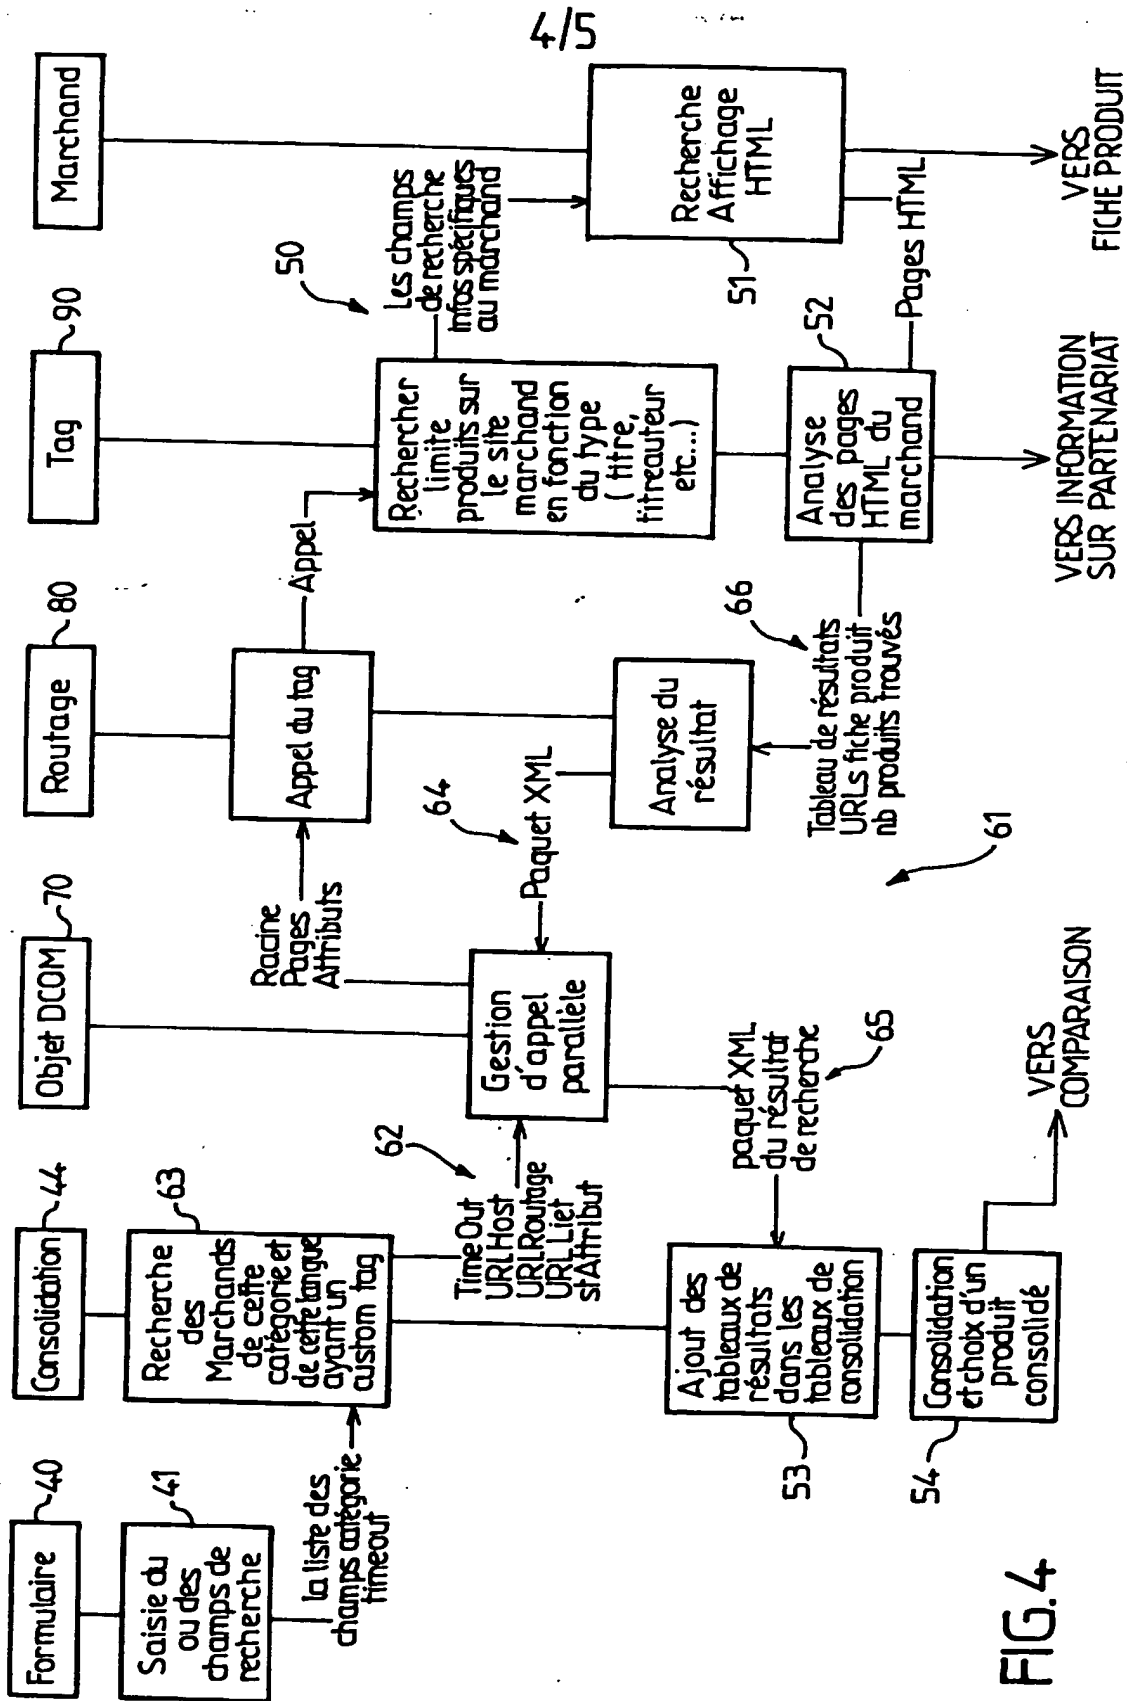 4/5
Formulaire
40
Saisie du
ou des
champs de
recherche
41
la liste des
champs catégorie
timeout
Consolidation
44
Recherche
des
Marchands
de cette
catégorie et
de cette langue
ayant un
custom tag
63
TimeOut
URLHost
URLRoutage
URL Liet
stAttribut
62
Ajout des
tableaux de
résultats
dans les
tableaux de
consolidation
53
Consolidation
et choix d'un
produit
consolidé
54
VERS
COMPARAISON
Objet DCOM
70
Gestion
d'appel
parallèle
Racine
Pages
Attributs
paquet XML
du résultat
de recherche
65
Paquet XML
64
61
Routage
80
Appel du tag
Appel
Analyse du
résultat
Tableau de résultats
URLs fiche produit
nb produits trouvés
66
Tag
90
Rechercher
limite
produits sur
le site
marchand
en fonction
du type
( titre,
titreauteur
etc...)
50
Les champs
de recherche
Infos spécifiques
au marchand
Analyse
des pages
HTML du
marchand
52
VERS INFORMATION
SUR PARTENARIAT
Marchand
Recherche
Affichage
HTML
51
Pages HTML
VERS
FICHE PRODUIT
FIG.4